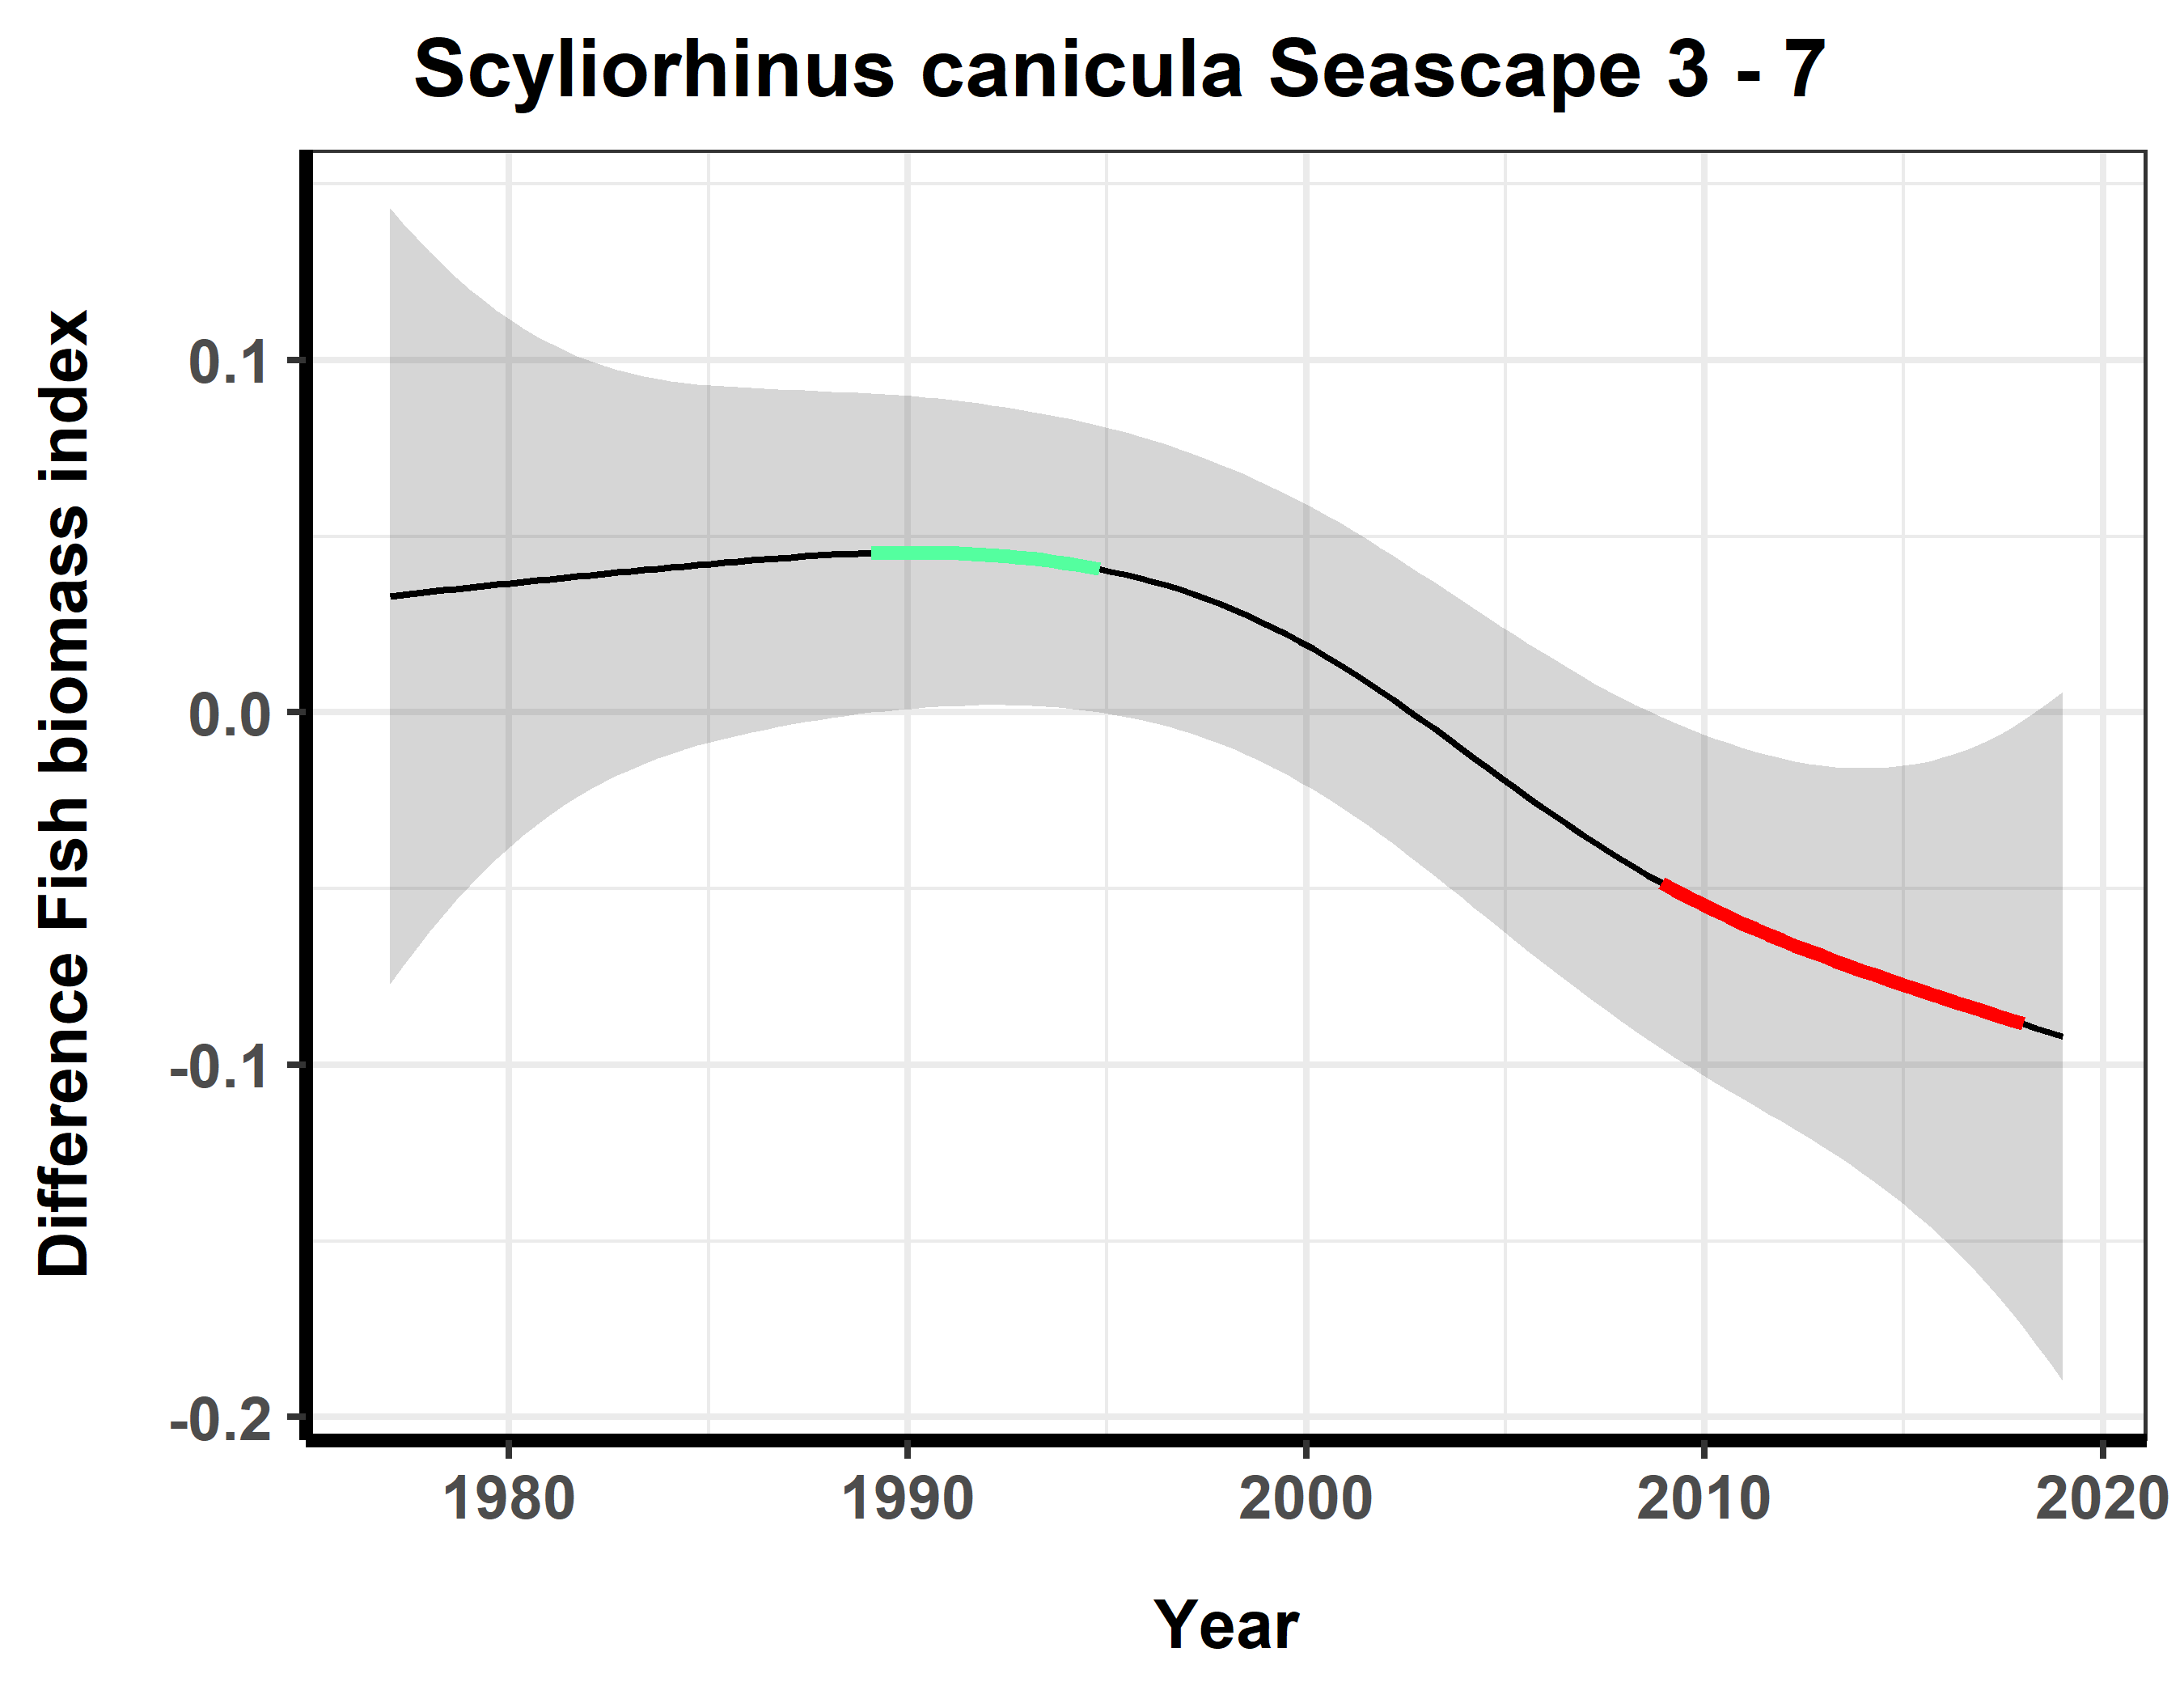 Scyliorhinus canicula Seascape 3 - 7
Difference Fish biomass index
0.1
0.0
-0.1
-0.2
1980 1990 2000 2010 2020
Year